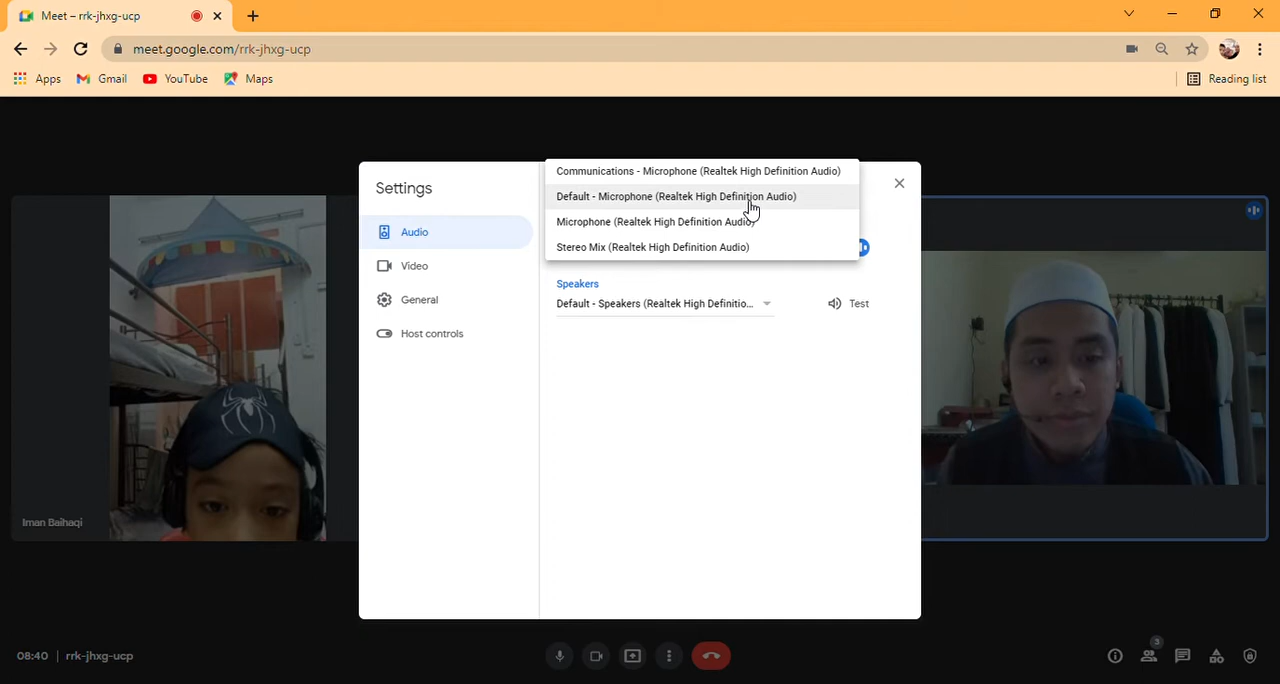 Meet – rrk-jhxg-ucp
meet.google.com/rrk-jhxg-ucp
Apps
Gmail
YouTube
Maps
Reading list
Settings
Audio
Video
General
Host controls
Communications - Microphone (Realtek High Definition Audio)
Default - Microphone (Realtek High Definition Audio)
Microphone (Realtek High Definition Audio)
Stereo Mix (Realtek High Definition Audio)
Speakers
Default - Speakers (Realtek High Definitio...
Test
Iman Baihaqi
08:40 | rrk-jhxg-ucp
3